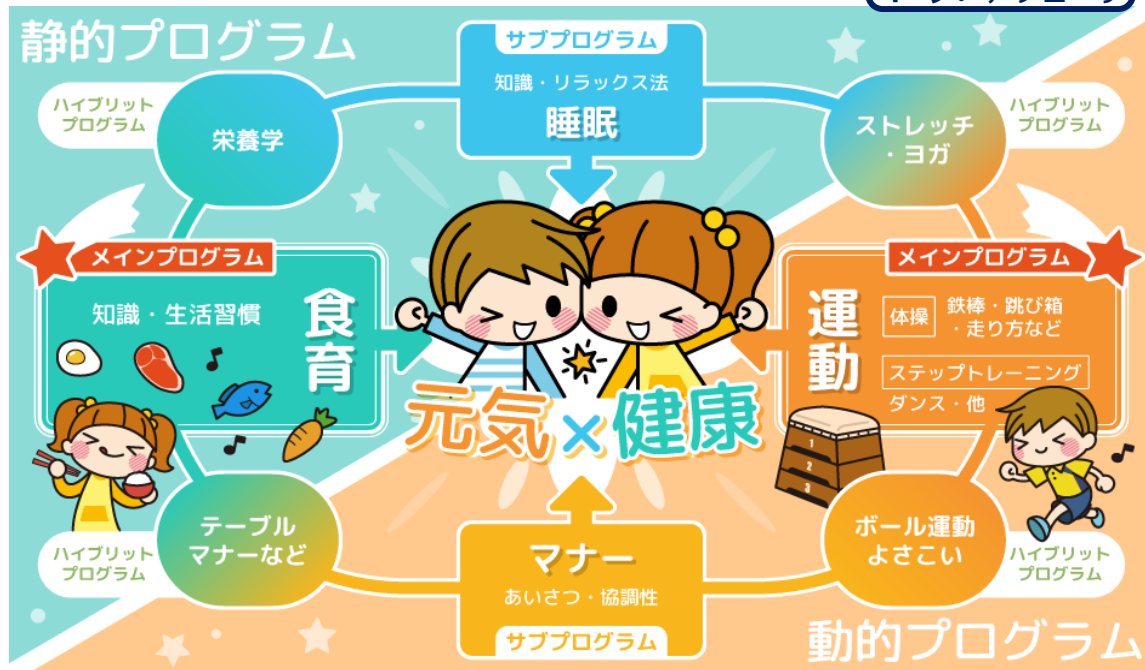 静的プログラム
サブプログラム
知識・リラックス法
睡眠
ハイブリット
プログラム
栄養学
ストレッチ
・ヨガ
ハイブリット
プログラム
メインプログラム
知識・生活習慣
食育
メインプログラム
運動
体操
鉄棒・跳び箱
・走り方など
ステップトレーニング
ダンス・他
元気×健康
1
2
3
テーブル
マナーなど
ハイブリット
プログラム
マナー
あいさつ・協調性
サブプログラム
ボール運動
よさこい
ハイブリット
プログラム
動的プログラム